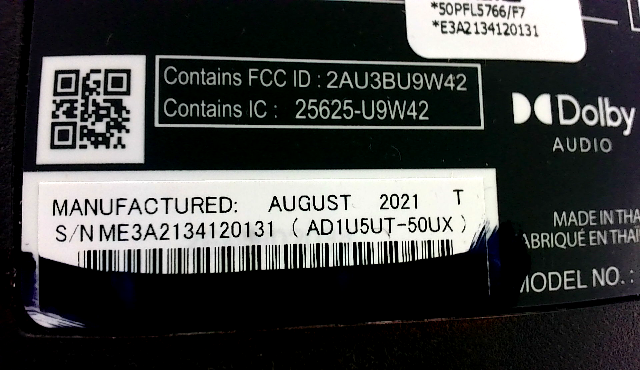 *50PFL5766/F7
*E3A2134120131
Contains FCC ID : 2AU3BU9W42
Contains IC : 25625-U9W42
Dolby
AUDIO
MANUFACTURED: AUGUST 2021 T
S/N ME3A2134120131 ( AD1U5UT-50UX )
MADE IN THA
ABRIQUÉ EN THAI
MODEL NO. :